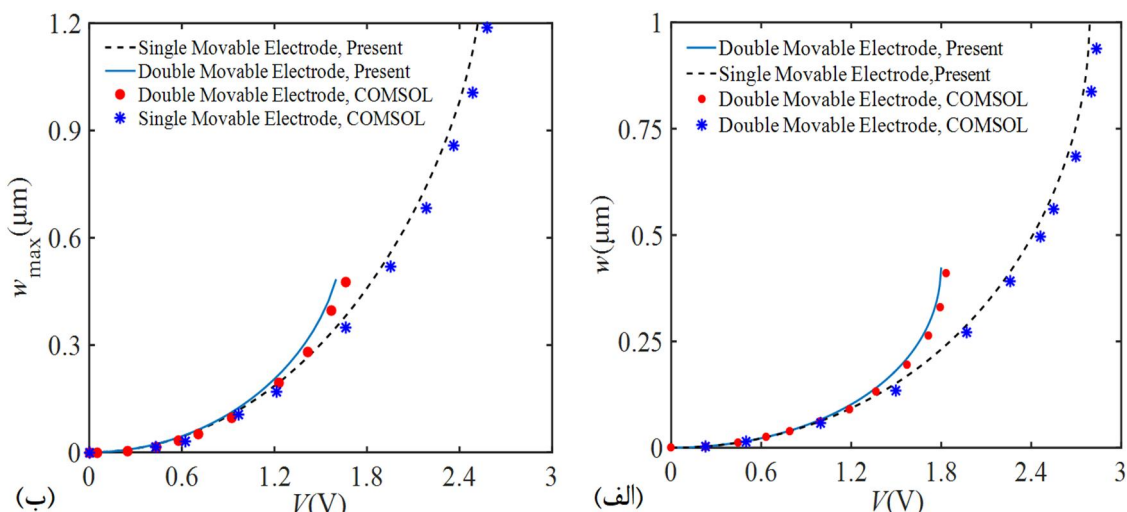 1.2
0.9
0.6
0.3
0
w_max(μm)
Single Movable Electrode, Present
Double Movable Electrode, Present
Double Movable Electrode, COMSOL
Single Movable Electrode, COMSOL
0 0.6 1.2 1.8 2.4 3
V(V)
(ب)
1
0.75
0.5
0.25
0
w(μm)
Double Movable Electrode, Present
Single Movable Electrode,Present
Double Movable Electrode, COMSOL
Double Movable Electrode, COMSOL
0 0.6 1.2 1.8 2.4 3
V(V)
(الف)